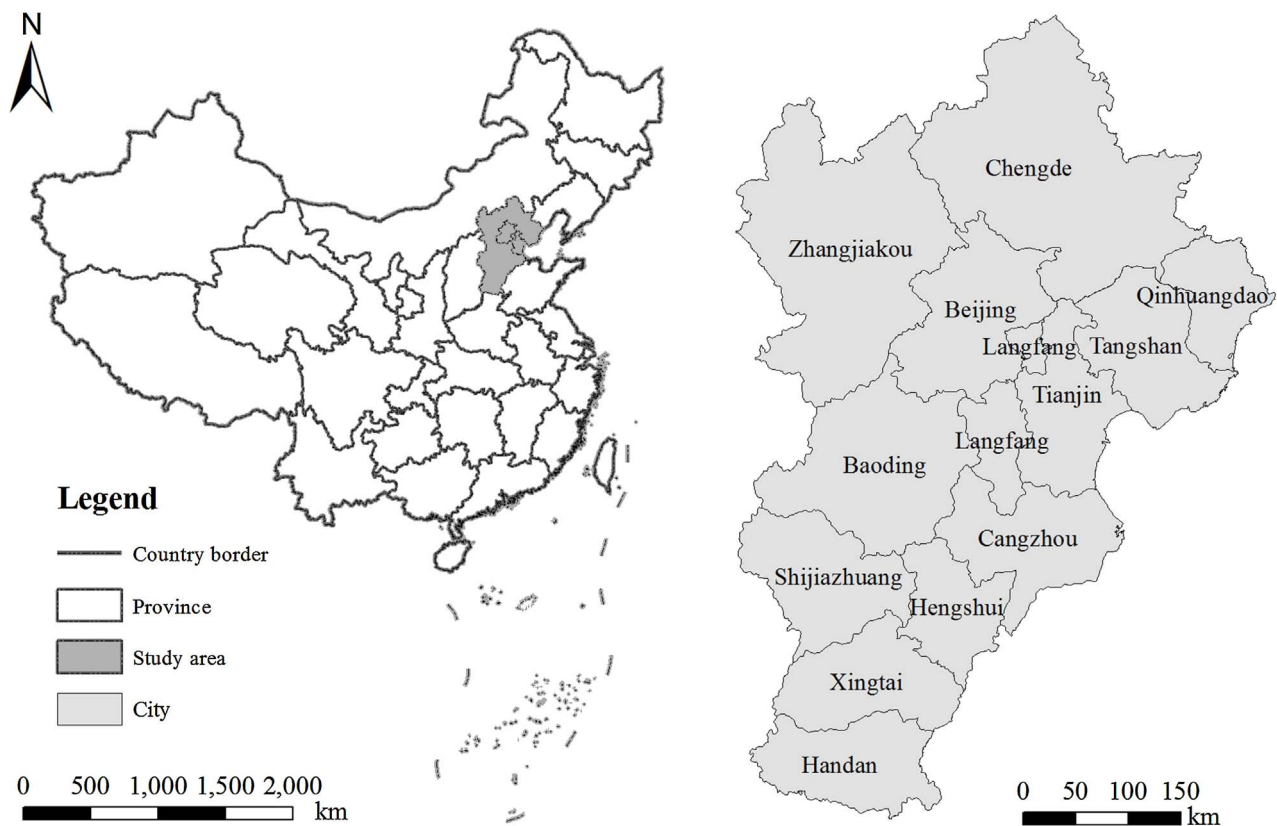 N
Legend
Country border
Province
Study area
City
0 500 1,000 1,500 2,000
km
Chengde
Zhangjiakou
Qinhuangdao
Beijing
Langfang
Tangshan
Tianjin
Langfang
Baoding
Cangzhou
Shijiazhuang
Hengshui
Xingtai
Handan
0 50 100 150
km